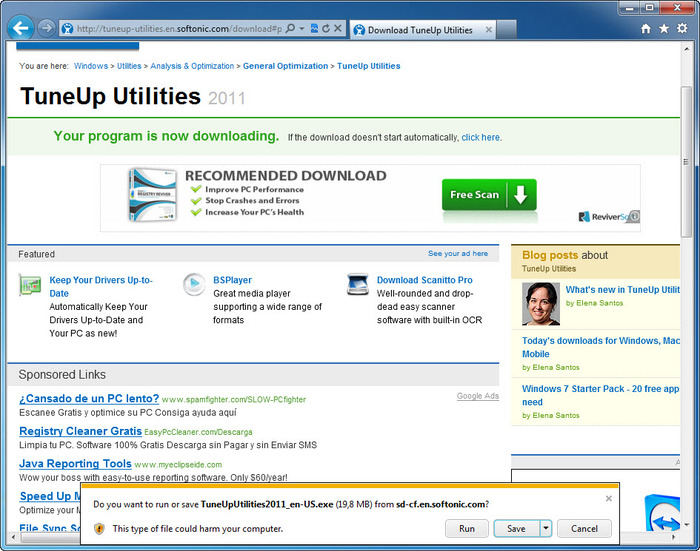 http://tuneup-utilities.en.softonic.com/download#p
Download TuneUp Utilities
You are here: Windows > Utilities > Analysis & Optimization > General Optimization > TuneUp Utilities
TuneUp Utilities 2011
Your program is now downloading. If the download doesn't start automatically, click here.
RECOMMENDED DOWNLOAD
Improve PC Performance
Stop Crashes and Errors
Increase Your PC's Health
Free Scan
REGISTRY REVIVER
ReviverSo
Featured
See your ad here
Keep Your Drivers Up-to-
Date
Automatically Keep Your
Drivers Up-to-Date and
Your PC as new!
BSPlayer
Great media player
supporting a wide range of
formats
Download Scanitto Pro
Well-rounded and drop-
dead easy scanner
software with built-in OCR
Blog posts about
TuneUp Utilities
What's new in TuneUp Utilit
by Elena Santos
Today's downloads for Windows, Mac
Mobile
by Elena Santos
Windows 7 Starter Pack - 20 free app
need
by Elena Santos
Sponsored Links
Google Ads
¿Cansado de un PC lento? www.spamfighter.com/SLOW-PCfighter
Escanee Gratis y optimice su PC Consiga ayuda aquí
Registry Cleaner Gratis EasyPcCleaner.com/Descarga
Limpia tu PC. Software 100% Gratis Descarga sin Pagar y sin Enviar SMS
Java Reporting Tools www.myeclipseide.com
Wow your boss with easy-to-use reporting software. Only $60/year!
Speed Up M
Optimize your M
File Sync So
A
Do you want to run or save TuneUpUtilities2011_en-US.exe (19,8 MB) from sd-cf.en.softonic.com?
This type of file could harm your computer.
Run
Save
Cancel